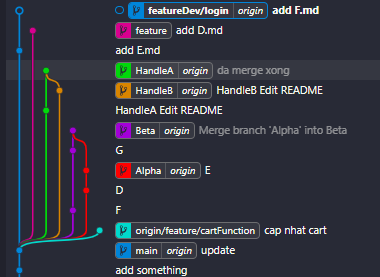 featureDev/login origin add F.md
feature add D.md
add E.md
HandleA origin da merge xong
HandleB origin HandleB Edit README
HandleA Edit README
Beta origin Merge branch 'Alpha' into Beta
G
Alpha origin E
D
F
origin/feature/cartFunction cap nhat cart
main origin update
add something